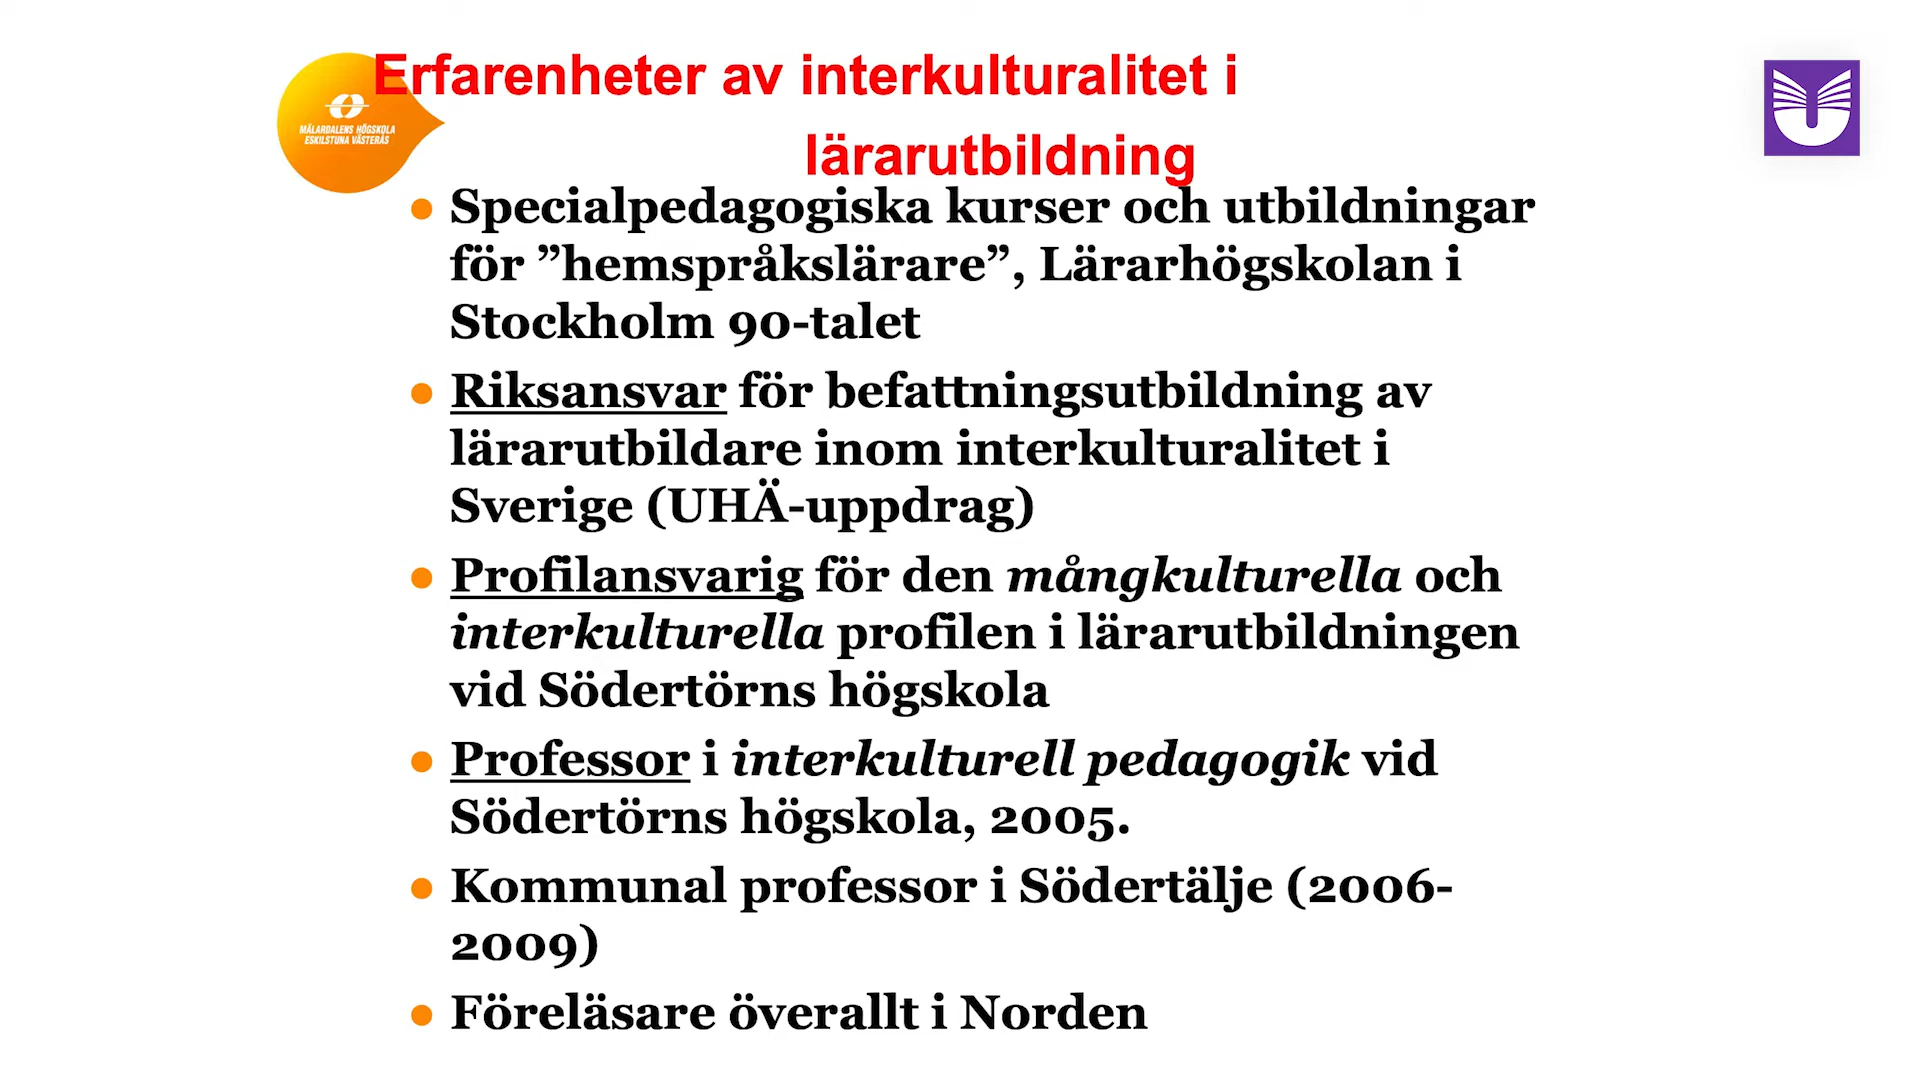 Erfarenheter av interkulturalitet i
lärarutbildning
MÄLARDALENS HÖGSKOLA
ESKILSTUNA VÄSTERÅS
● Specialpedagogiska kurser och utbildningar
för ”hemspråkslärare”, Lärarhögskolan i
Stockholm 90-talet
● Riksansvar för befattningsutbildning av
lärarutbildare inom interkulturalitet i
Sverige (UHÄ-uppdrag)
● Profilansvarig för den mångkulturella och
interkulturella profilen i lärarutbildningen
vid Södertörns högskola
● Professor i interkulturell pedagogik vid
Södertörns högskola, 2005.
● Kommunal professor i Södertälje (2006-
2009)
● Föreläsare överallt i Norden